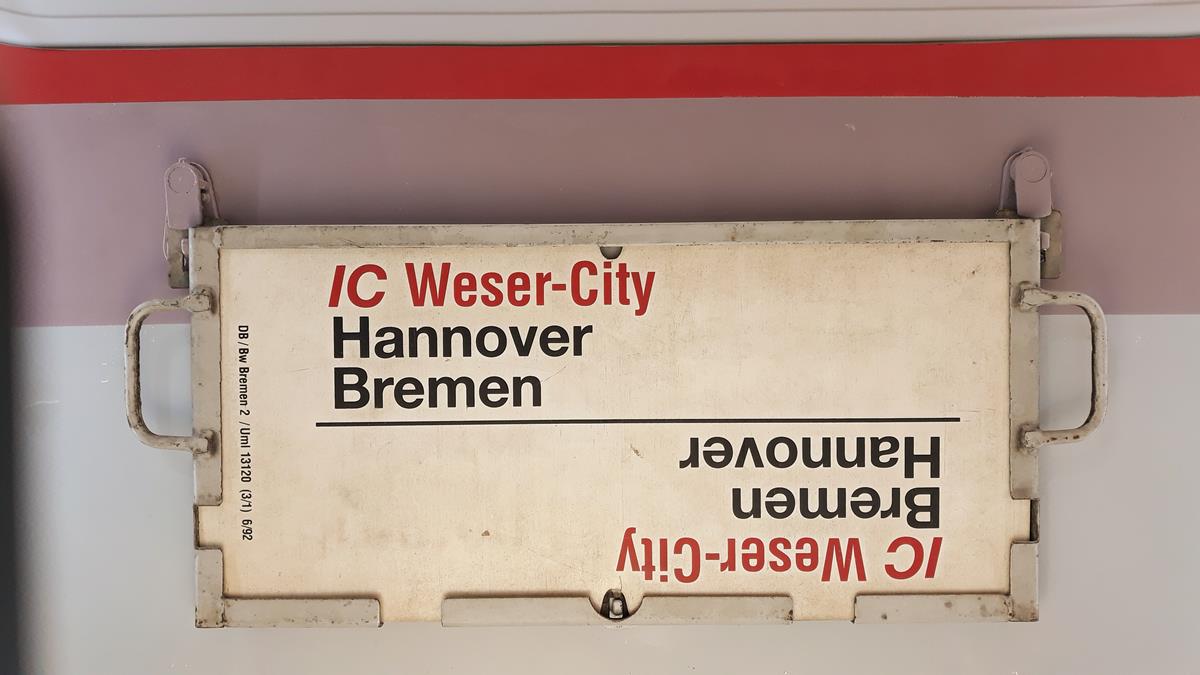 IC Weser-City
Hannover
Bremen
Hannover
Bremen
IC Weser-City
DB / Bw Bremen 2 / Uml 13120 (3/1) 6/92